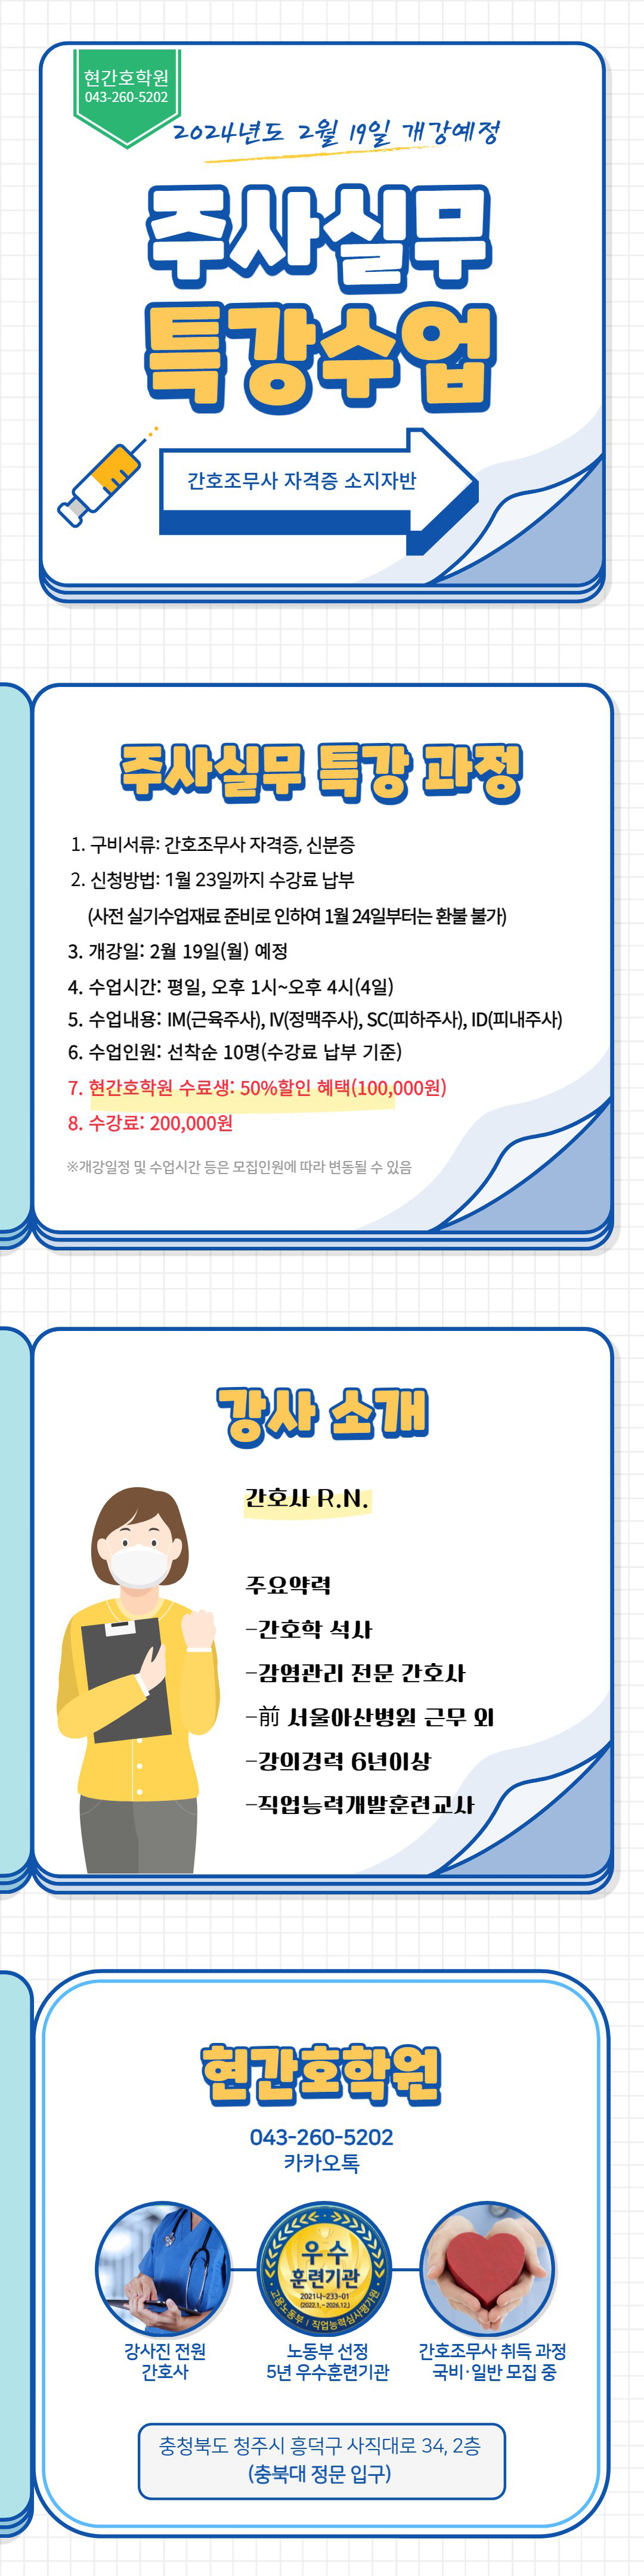 현간호학원
043-260-5202
2024년도 2월 19일 개강예정
주사실무
특강수업
간호조무사 자격증 소지자반
주사실무 특강 과정
1. 구비서류: 간호조무사 자격증, 신분증
2. 신청방법: 1월 23일까지 수강료 납부
(사전 실기수업재료 준비로 인하여 1월 24일부터는 환불 불가)
3. 개강일: 2월 19일(월) 예정
4. 수업시간: 평일, 오후 1시~오후 4시(4일)
5. 수업내용: IM(근육주사), IV(정맥주사), SC(피하주사), ID(피내주사)
6. 수업인원: 선착순 10명(수강료 납부 기준)
7. 현간호학원 수료생: 50%할인 혜택(100,000원)
8. 수강료: 200,000원
※개강일정 및 수업시간 등은 모집인원에 따라 변동될 수 있음
강사 소개
간호사 R.N.
주요약력
-간호학 석사
-감염관리 전문 간호사
-前 서울아산병원 근무 외
-강의경력 6년이상
-직업능력개발훈련교사
현간호학원
043-260-5202
카카오톡
우수
훈련기관
2021나-233-01
(2022.1. ~ 2026.12.)
고용노동부 | 직업능력심사평가원
강사진 전원
간호사
노동부 선정
5년 우수훈련기관
간호조무사 취득 과정
국비·일반 모집 중
충청북도 청주시 흥덕구 사직대로 34, 2층
(충북대 정문 입구)